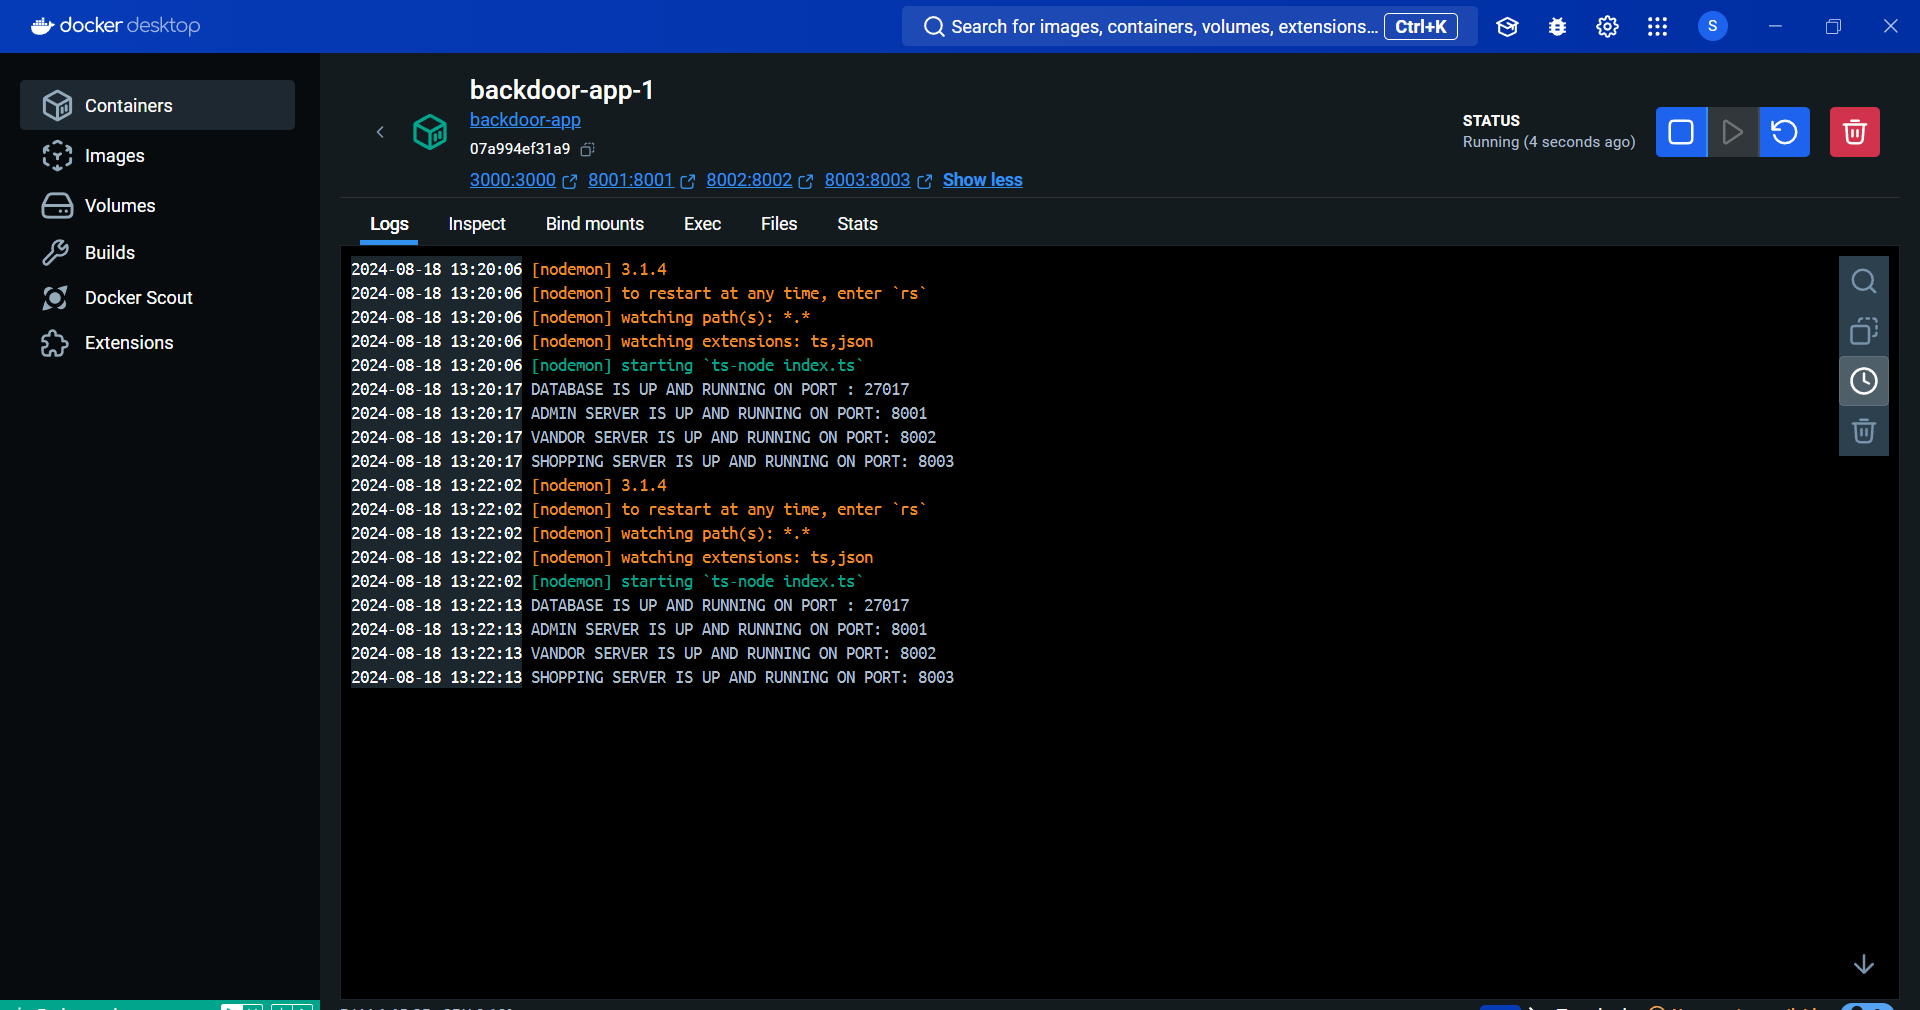 docker desktop
Search for images, containers, volumes, extensions... Ctrl+K
S
Containers
Images
Volumes
Builds
Docker Scout
Extensions
backdoor-app-1
backdoor-app
07a994ef31a9
3000:3000 8001:8001 8002:8002 8003:8003 Show less
STATUS
Running (4 seconds ago)
Logs Inspect Bind mounts Exec Files Stats
2024-08-18 13:20:06 [nodemon] 3.1.4
2024-08-18 13:20:06 [nodemon] to restart at any time, enter `rs`
2024-08-18 13:20:06 [nodemon] watching path(s): *.*
2024-08-18 13:20:06 [nodemon] watching extensions: ts,json
2024-08-18 13:20:06 [nodemon] starting `ts-node index.ts`
2024-08-18 13:20:17 DATABASE IS UP AND RUNNING ON PORT : 27017
2024-08-18 13:20:17 ADMIN SERVER IS UP AND RUNNING ON PORT: 8001
2024-08-18 13:20:17 VANDOR SERVER IS UP AND RUNNING ON PORT: 8002
2024-08-18 13:20:17 SHOPPING SERVER IS UP AND RUNNING ON PORT: 8003
2024-08-18 13:22:02 [nodemon] 3.1.4
2024-08-18 13:22:02 [nodemon] to restart at any time, enter `rs`
2024-08-18 13:22:02 [nodemon] watching path(s): *.*
2024-08-18 13:22:02 [nodemon] watching extensions: ts,json
2024-08-18 13:22:02 [nodemon] starting `ts-node index.ts`
2024-08-18 13:22:13 DATABASE IS UP AND RUNNING ON PORT : 27017
2024-08-18 13:22:13 ADMIN SERVER IS UP AND RUNNING ON PORT: 8001
2024-08-18 13:22:13 VANDOR SERVER IS UP AND RUNNING ON PORT: 8002
2024-08-18 13:22:13 SHOPPING SERVER IS UP AND RUNNING ON PORT: 8003